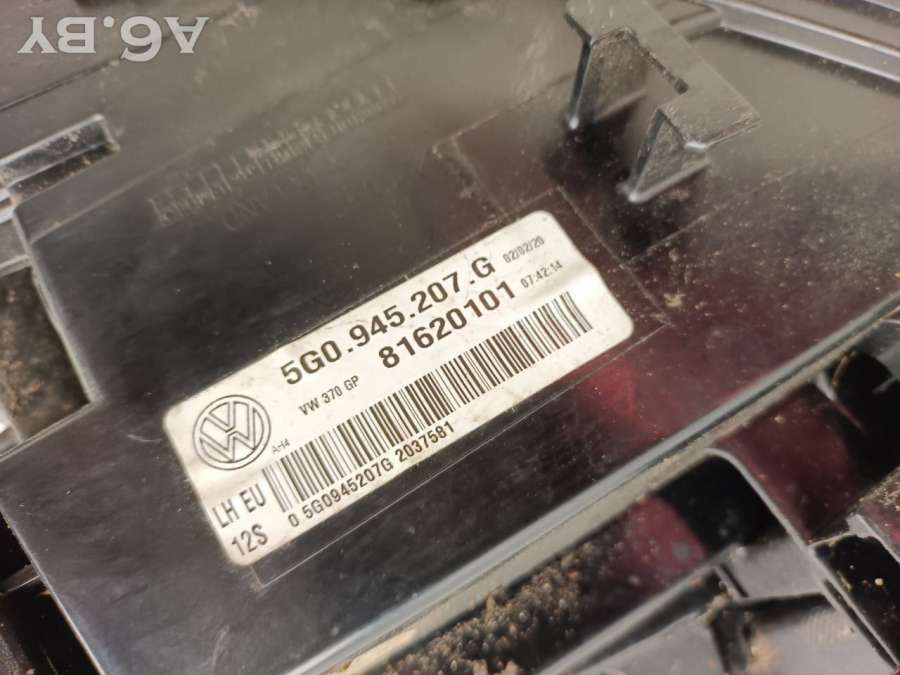 A6.BY
5G0.945.207.G 02/02/20
VW 370 GP 81620101 07:42:14
A-I4
LH EU
12S
0 5G0945207G 2037581